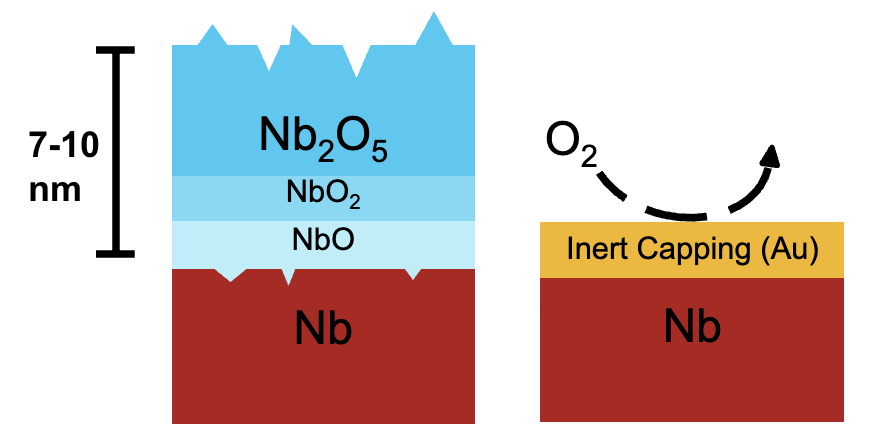 7-10
nm
Nb₂O₅
NbO₂
NbO
Nb
O₂
Inert Capping (Au)
Nb